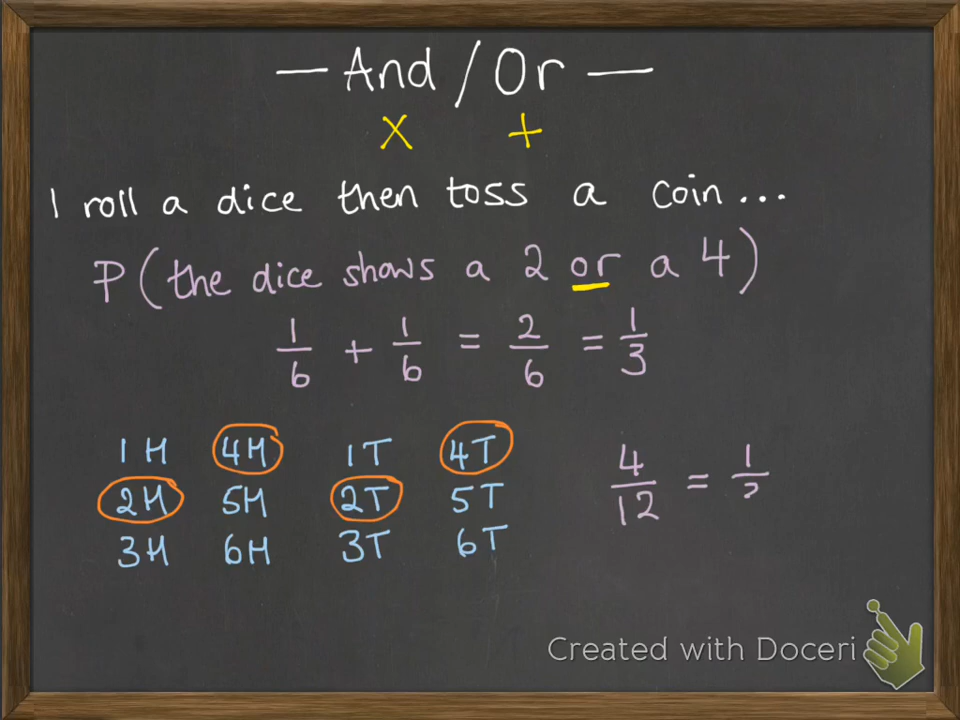 — And / Or —
x +
I roll a dice then toss a coin...
P(the dice shows a 2 or a 4)
1/6 + 1/6 = 2/6 = 1/3
1H 4H 1T 4T
2H 5H 2T 5T
3H 6H 3T 6T
4/12 = 1/
Created with Doceri